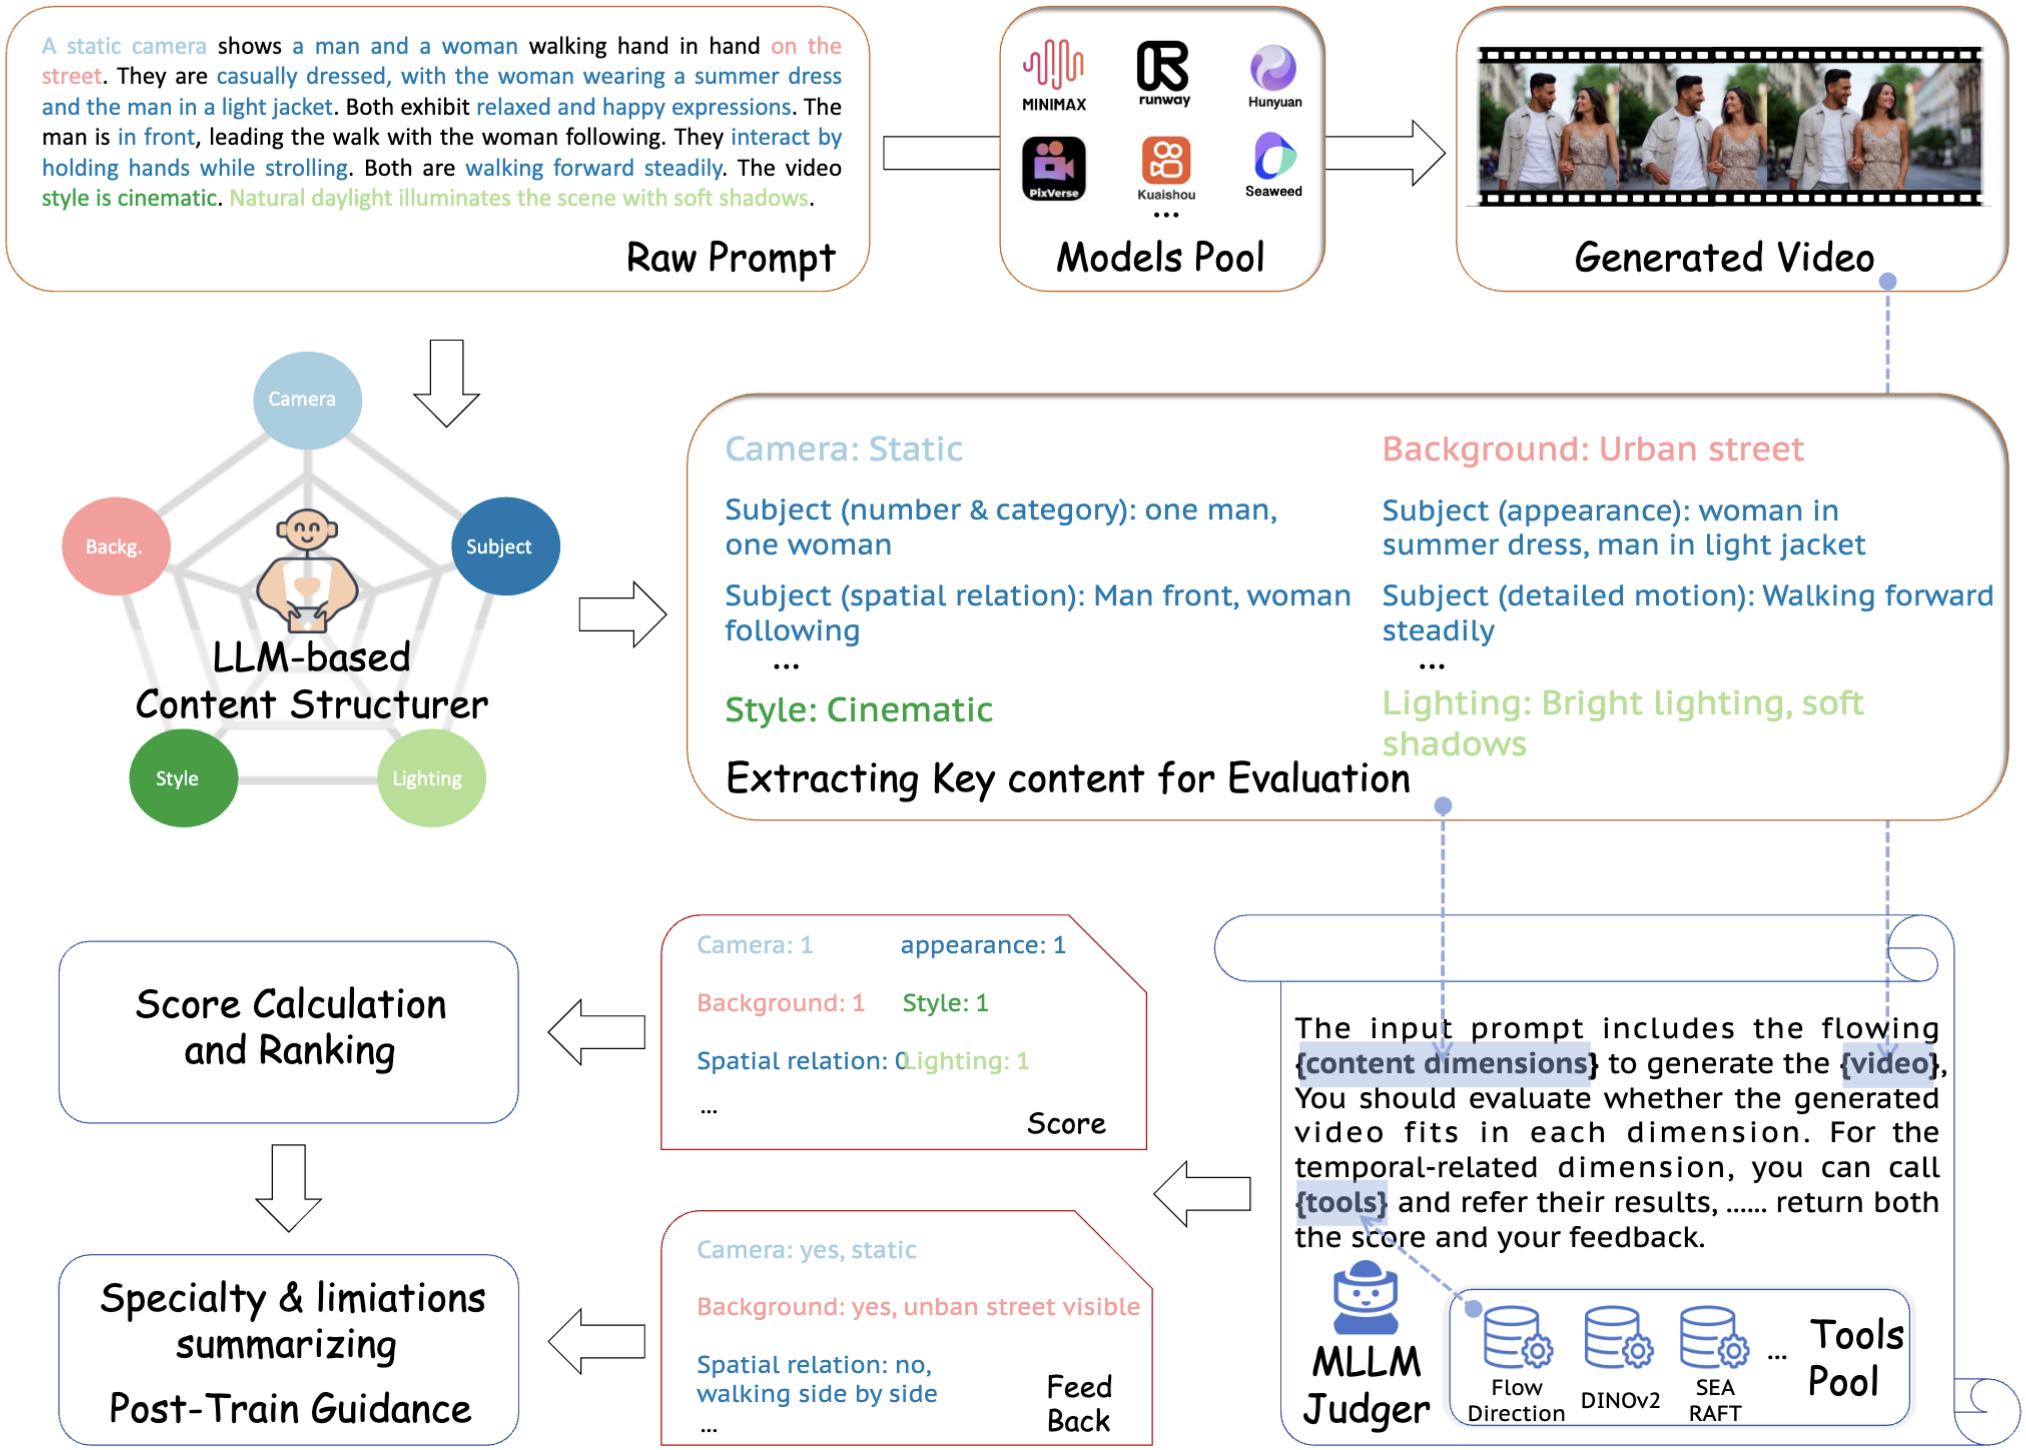 A static camera shows a man and a woman walking hand in hand on the
street. They are casually dressed, with the woman wearing a summer dress
and the man in a light jacket. Both exhibit relaxed and happy expressions. The
man is in front, leading the walk with the woman following. They interact by
holding hands while strolling. Both are walking forward steadily. The video
style is cinematic. Natural daylight illuminates the scene with soft shadows.
Raw Prompt
MINIMAX
runway
Hunyuan
PixVerse
Kuaishou
Seaweed
...
Models Pool
Generated Video
Camera
Backg.
Subject
LLM-based
Content Structurer
Style
Lighting
Camera: Static
Background: Urban street
Subject (number & category): one man,
one woman
Subject (appearance): woman in
summer dress, man in light jacket
Subject (spatial relation): Man front, woman
following
...
Subject (detailed motion): Walking forward
steadily
...
Style: Cinematic
Lighting: Bright lighting, soft
shadows
Extracting Key content for Evaluation
Score Calculation
and Ranking
Camera: 1
appearance: 1
Background: 1
Style: 1
Spatial relation: 0
Lighting: 1
...
Score
The input prompt includes the flowing
{content dimensions} to generate the {video},
You should evaluate whether the generated
video fits in each dimension. For the
temporal-related dimension, you can call
{tools} and refer their results, ...... return both
the score and your feedback.
Specialty & limiations
summarizing
Post-Train Guidance
Camera: yes, static
Background: yes, unban street visible
Spatial relation: no,
walking side by side
...
Feed
Back
MLLM
Judger
Flow
Direction
DINOv2
SEA
RAFT
...
Tools
Pool